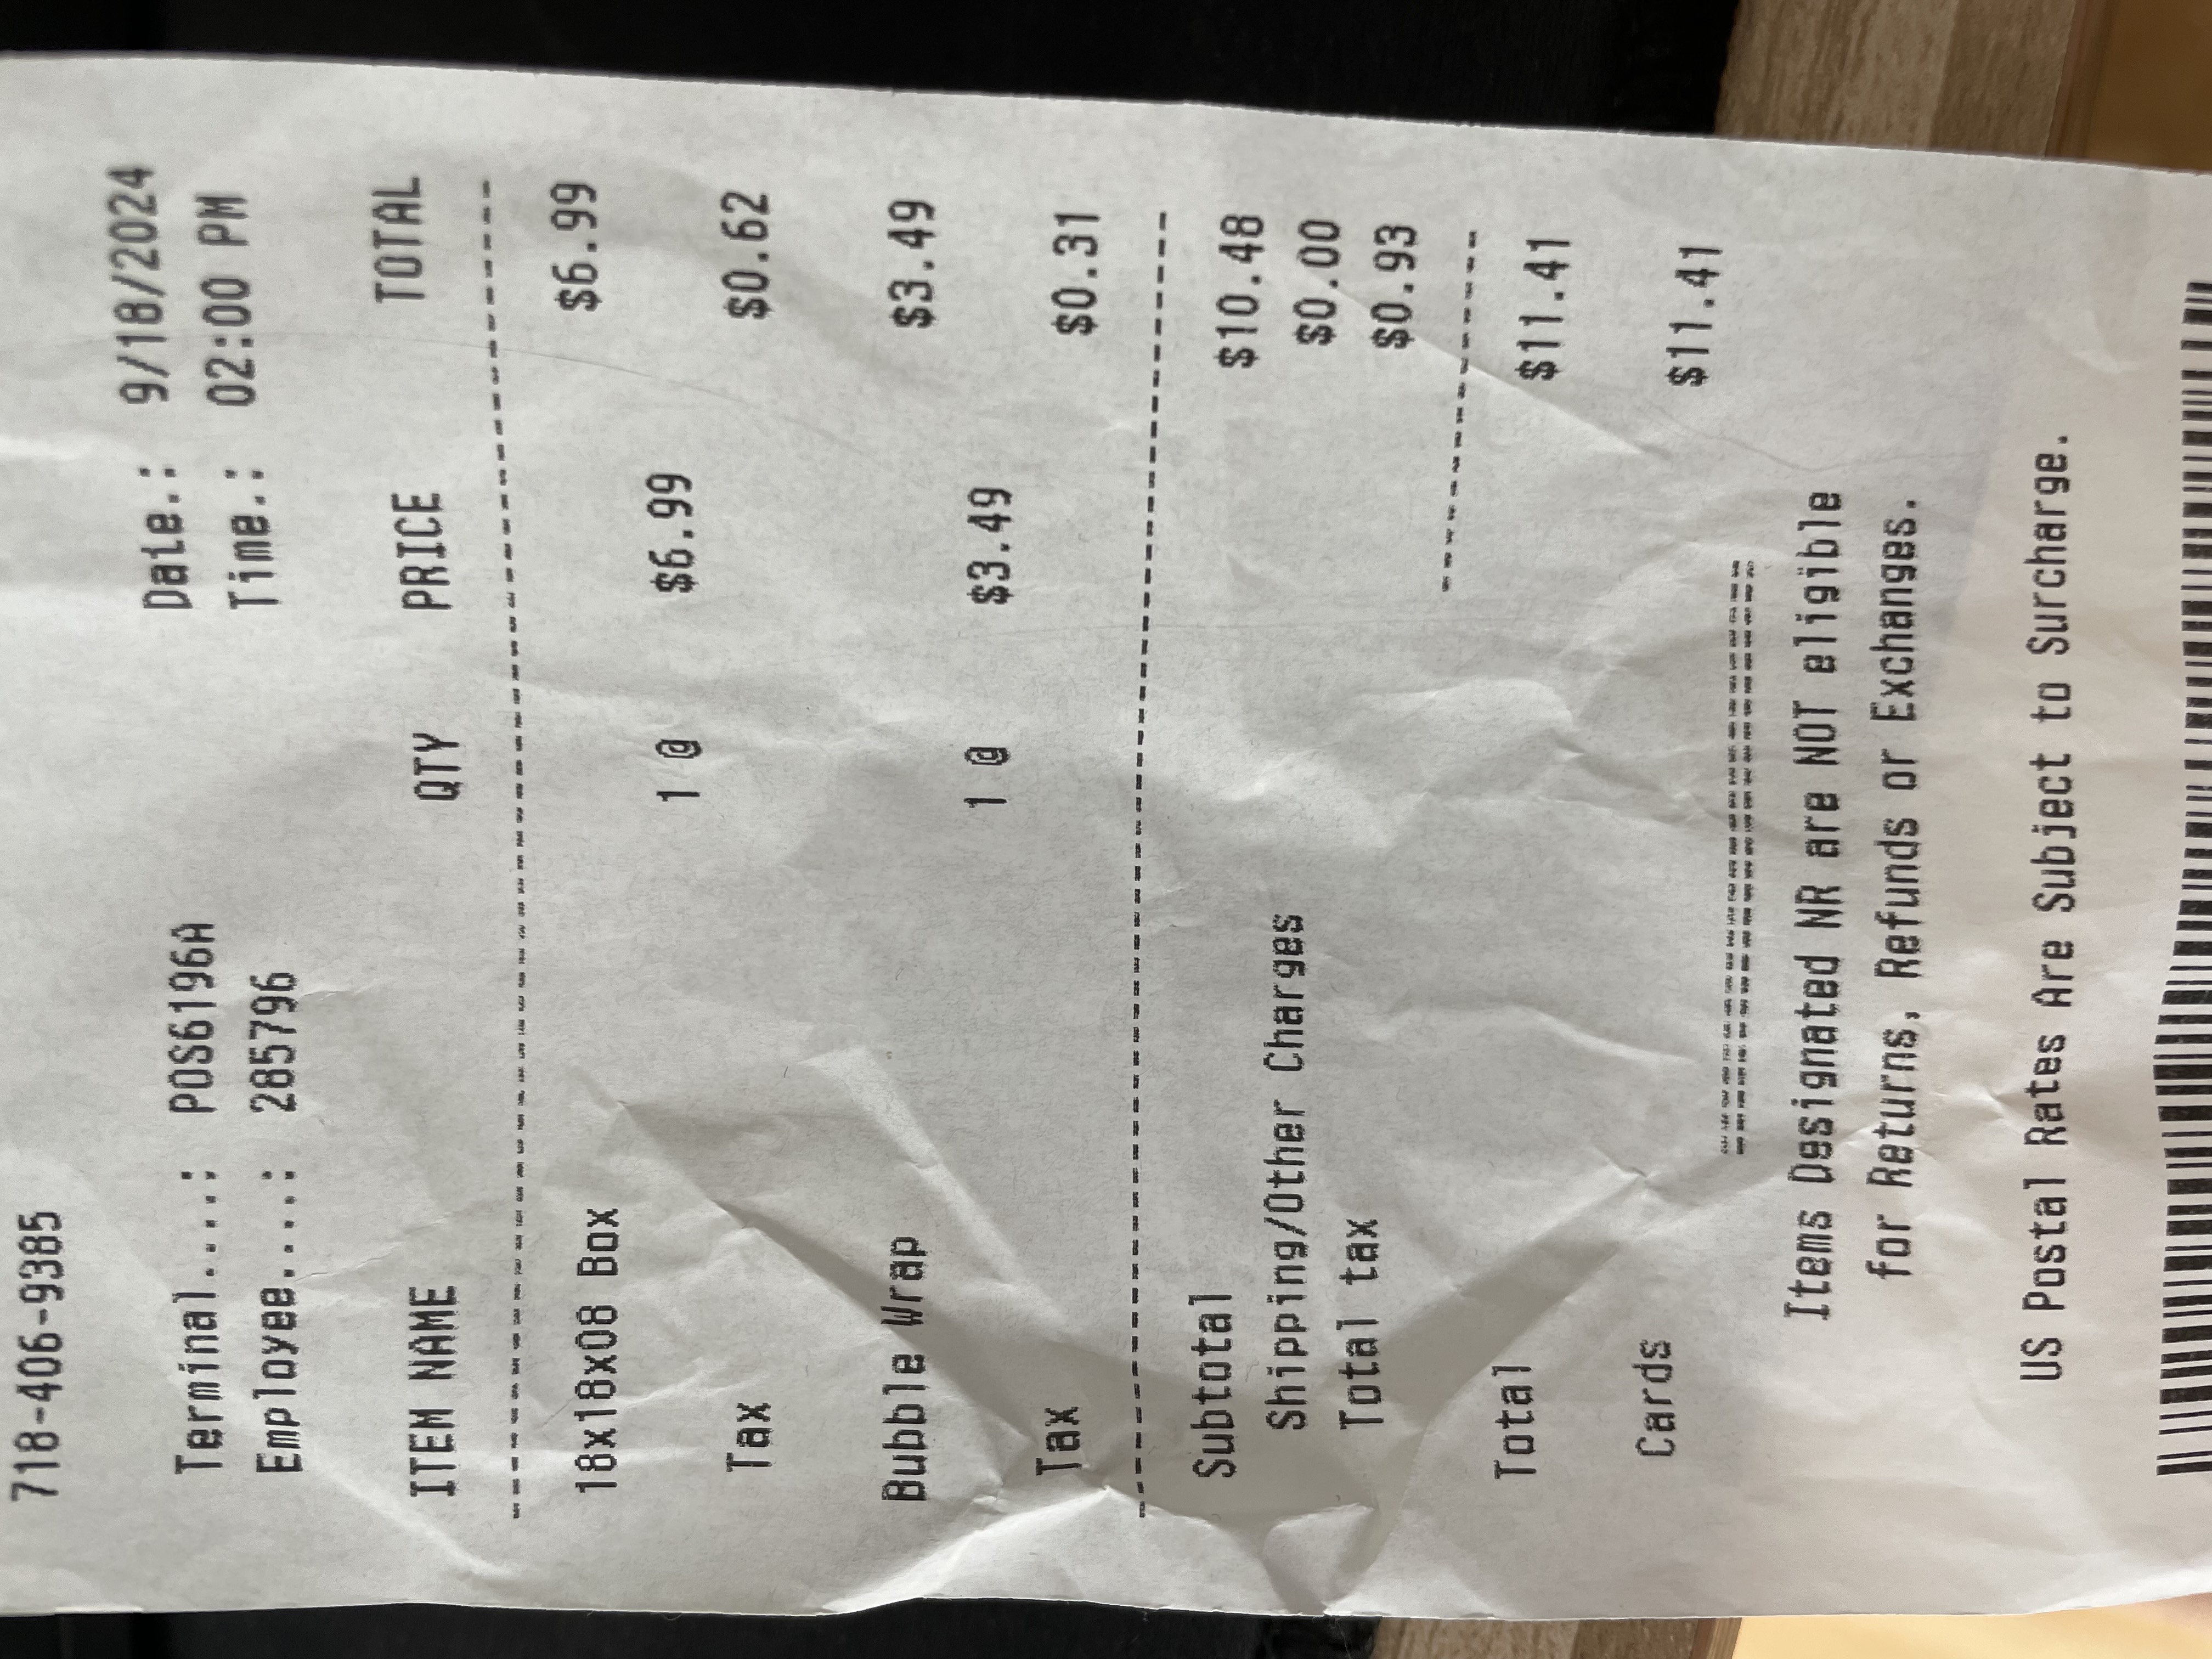 718-406-9385
Terminal....: POS6196A Date.: 9/18/2024
Employee....: 285796 Time.: 02:00 PM
ITEM NAME QTY PRICE TOTAL
18x18x08 Box $6.99
1 @ $6.99
Tax $0.62
Bubble Wrap $3.49
1 @ $3.49
Tax $0.31
Subtotal $10.48
Shipping/Other Charges $0.00
Total tax $0.93
Total $11.41
Cards $11.41
Items Designated NR are NOT eligible
for Returns, Refunds or Exchanges.
US Postal Rates Are Subject to Surcharge.